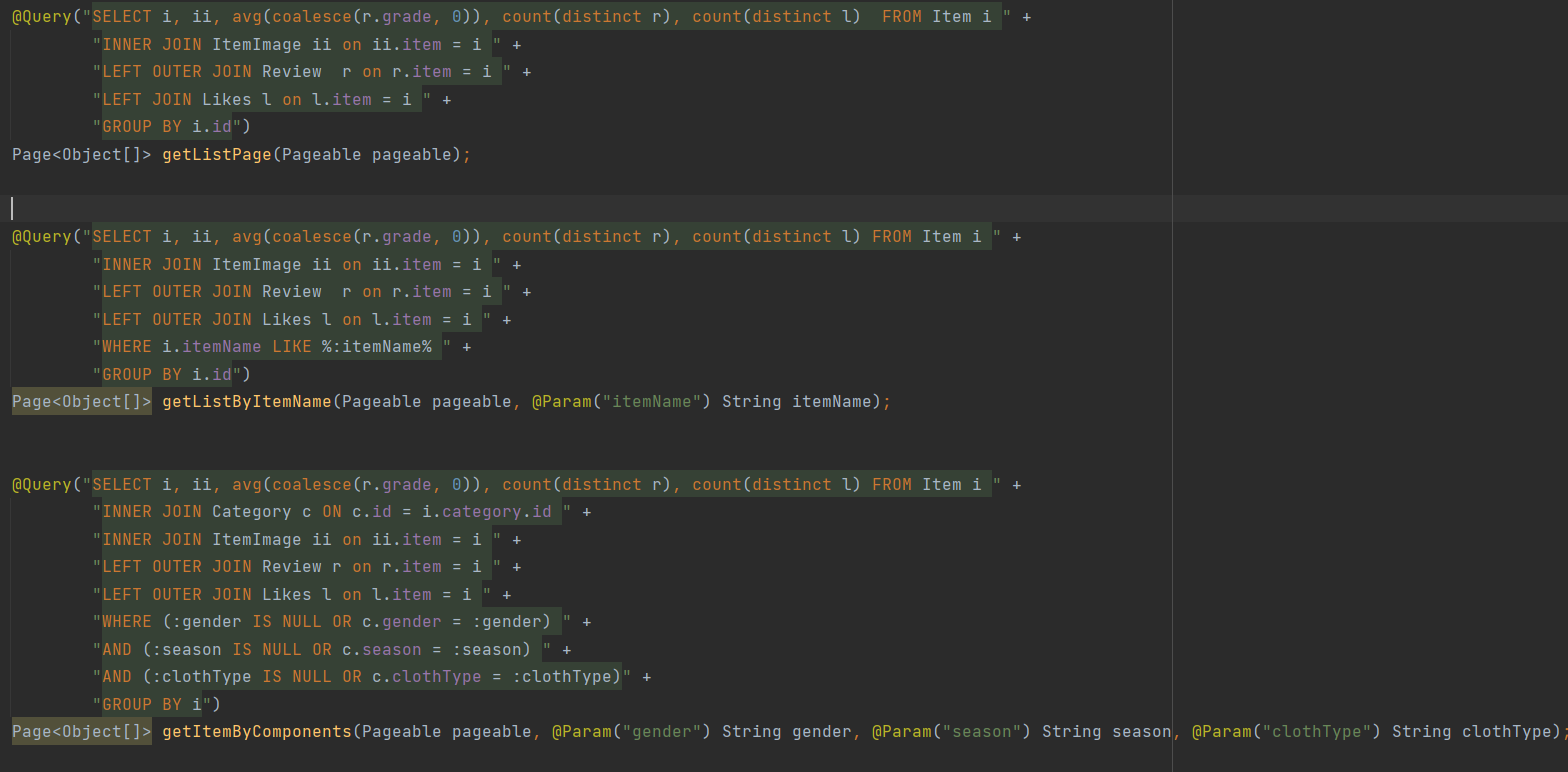 @Query("SELECT i, ii, avg(coalesce(r.grade, 0)), count(distinct r), count(distinct l)  FROM Item i " +
"INNER JOIN ItemImage ii on ii.item = i " +
"LEFT OUTER JOIN Review  r on r.item = i " +
"LEFT JOIN Likes l on l.item = i " +
"GROUP BY i.id")
Page<Object[]> getListPage(Pageable pageable);
@Query("SELECT i, ii, avg(coalesce(r.grade, 0)), count(distinct r), count(distinct l) FROM Item i " +
"INNER JOIN ItemImage ii on ii.item = i " +
"LEFT OUTER JOIN Review  r on r.item = i " +
"LEFT OUTER JOIN Likes l on l.item = i " +
"WHERE i.itemName LIKE %:itemName% " +
"GROUP BY i.id")
Page<Object[]> getListByItemName(Pageable pageable, @Param("itemName") String itemName);
@Query("SELECT i, ii, avg(coalesce(r.grade, 0)), count(distinct r), count(distinct l) FROM Item i " +
"INNER JOIN Category c ON c.id = i.category.id " +
"INNER JOIN ItemImage ii on ii.item = i " +
"LEFT OUTER JOIN Review r on r.item = i " +
"LEFT OUTER JOIN Likes l on l.item = i " +
"WHERE (:gender IS NULL OR c.gender = :gender) " +
"AND (:season IS NULL OR c.season = :season) " +
"AND (:clothType IS NULL OR c.clothType = :clothType)" +
"GROUP BY i")
Page<Object[]> getItemByComponents(Pageable pageable, @Param("gender") String gender, @Param("season") String season, @Param("clothType") String clothType);